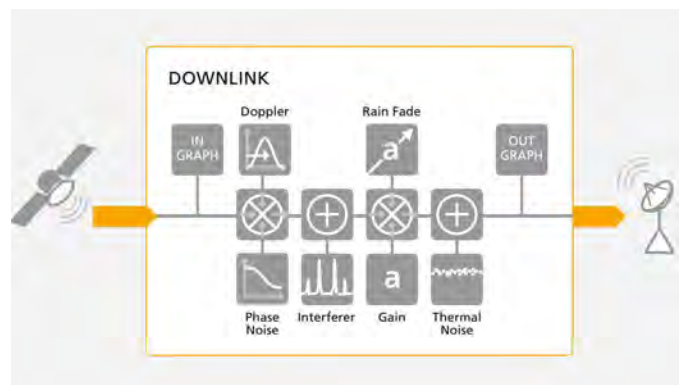 DOWNLINK
Doppler
Rain Fade
IN
GRAPH
a
OUT
GRAPH
a
Phase
Noise
Interferer
Gain
Thermal
Noise